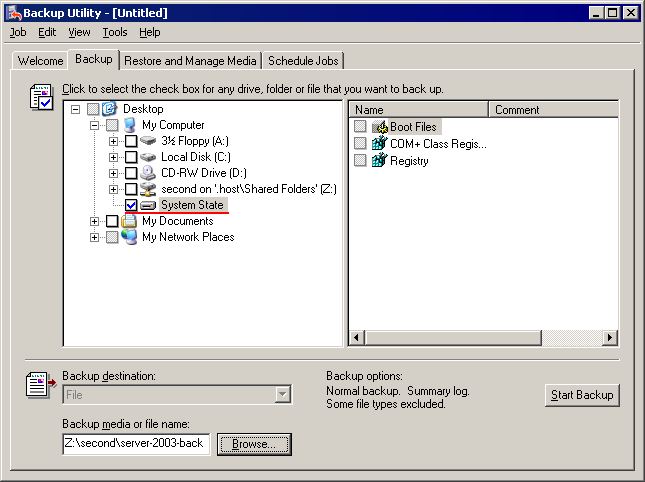 Backup Utility - [Untitled]
Job Edit View Tools Help
Welcome Backup Restore and Manage Media Schedule Jobs
Click to select the check box for any drive, folder or file that you want to back up.
Desktop
My Computer
3½ Floppy (A:)
Local Disk (C:)
CD-RW Drive (D:)
second on '.host\Shared Folders' (Z:)
System State
My Documents
My Network Places
Name Comment
Boot Files
COM+ Class Regis...
Registry
Backup destination:
File
Backup media or file name:
Z:\second\server-2003-back
Browse...
Backup options:
Normal backup. Summary log.
Some file types excluded.
Start Backup